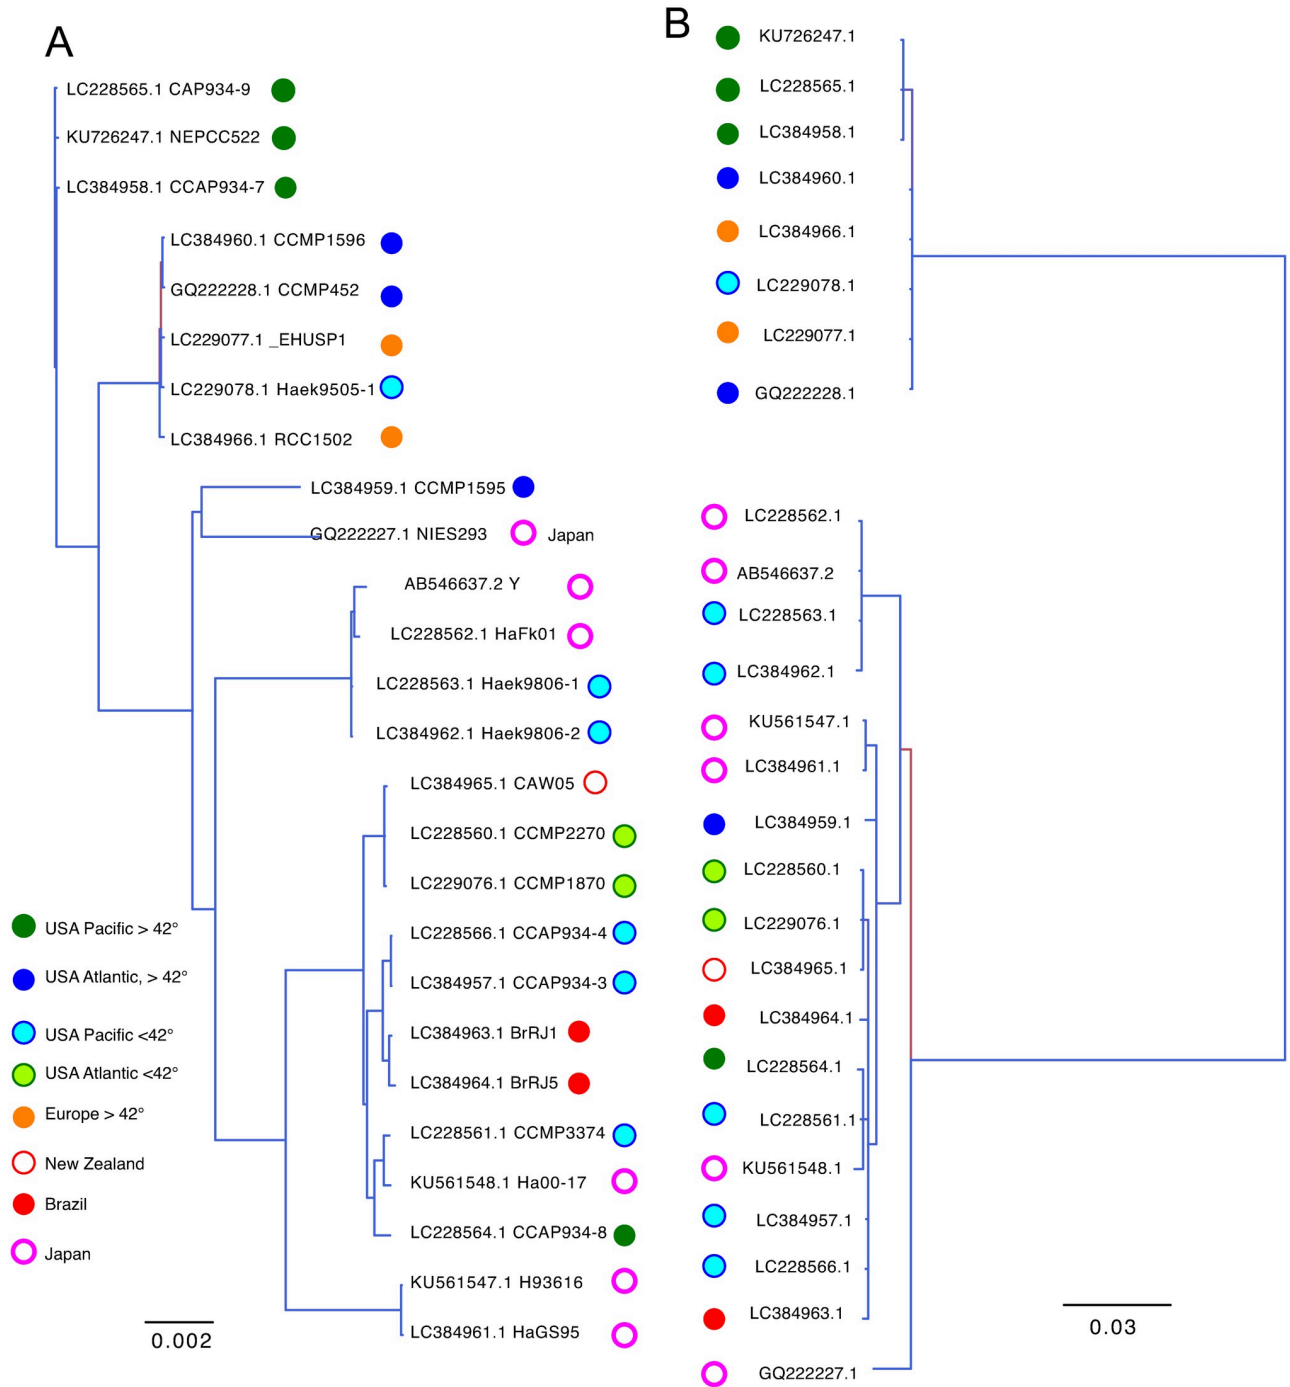 A
LC228565.1 CAP934-9
KU726247.1 NEPCC522
LC384958.1 CCAP934-7
LC384960.1 CCMP1596
GQ222228.1 CCMP452
LC229077.1 _EHUSP1
LC229078.1 Haek9505-1
LC384966.1 RCC1502
LC384959.1 CCMP1595
GQ222227.1 NIES293 Japan
AB546637.2 Y
LC228562.1 HaFk01
LC228563.1 Haek9806-1
LC384962.1 Haek9806-2
LC384965.1 CAW05
LC228560.1 CCMP2270
LC229076.1 CCMP1870
LC228566.1 CCAP934-4
LC384957.1 CCAP934-3
LC384963.1 BrRJ1
LC384964.1 BrRJ5
LC228561.1 CCMP3374
KU561548.1 Ha00-17
LC228564.1 CCAP934-8
KU561547.1 H93616
LC384961.1 HaGS95
USA Pacific > 42°
USA Atlantic, > 42°
USA Pacific <42°
USA Atlantic <42°
Europe > 42°
New Zealand
Brazil
Japan
0.002
B
KU726247.1
LC228565.1
LC384958.1
LC384960.1
LC384966.1
LC229078.1
LC229077.1
GQ222228.1
LC228562.1
AB546637.2
LC228563.1
LC384962.1
KU561547.1
LC384961.1
LC384959.1
LC228560.1
LC229076.1
LC384965.1
LC384964.1
LC228564.1
LC228561.1
KU561548.1
LC384957.1
LC228566.1
LC384963.1
GQ222227.1
0.03